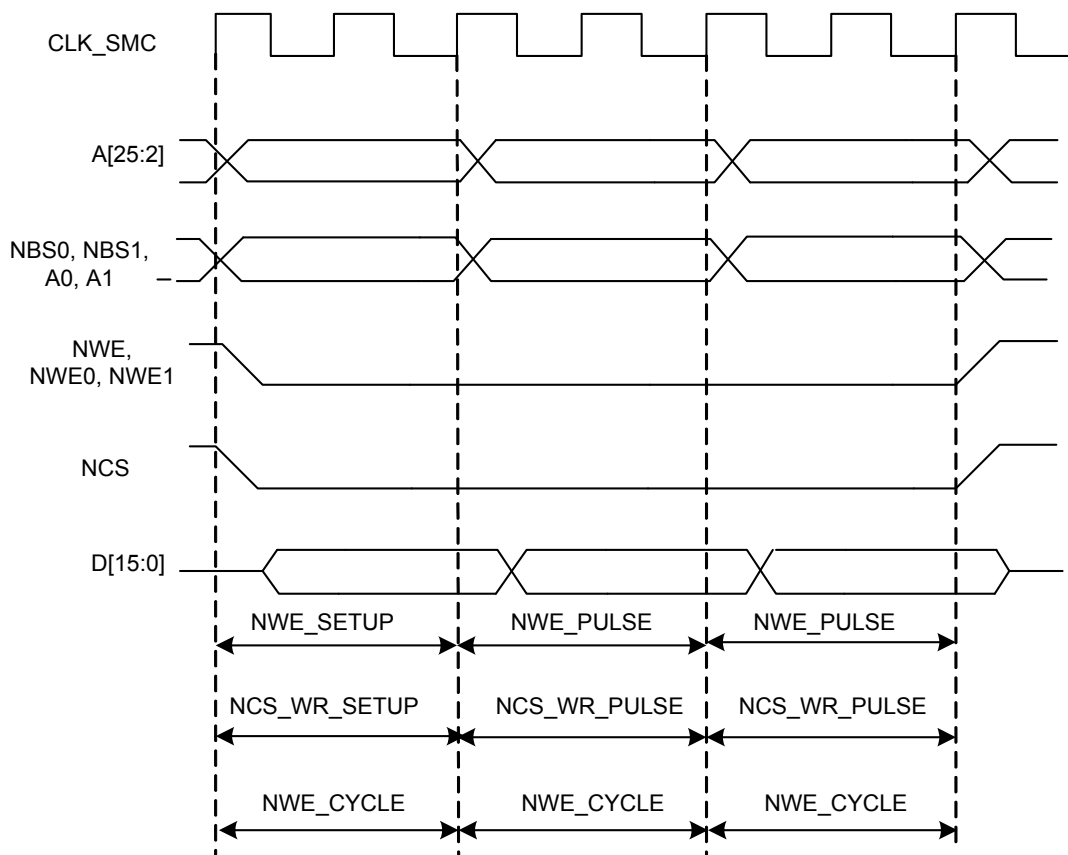 CLK_SMC
A[25:2]
NBS0, NBS1,
A0, A1
NWE,
NWE0, NWE1
NCS
D[15:0]
NWE_SETUP NWE_PULSE NWE_PULSE
NCS_WR_SETUP NCS_WR_PULSE NCS_WR_PULSE
NWE_CYCLE NWE_CYCLE NWE_CYCLE